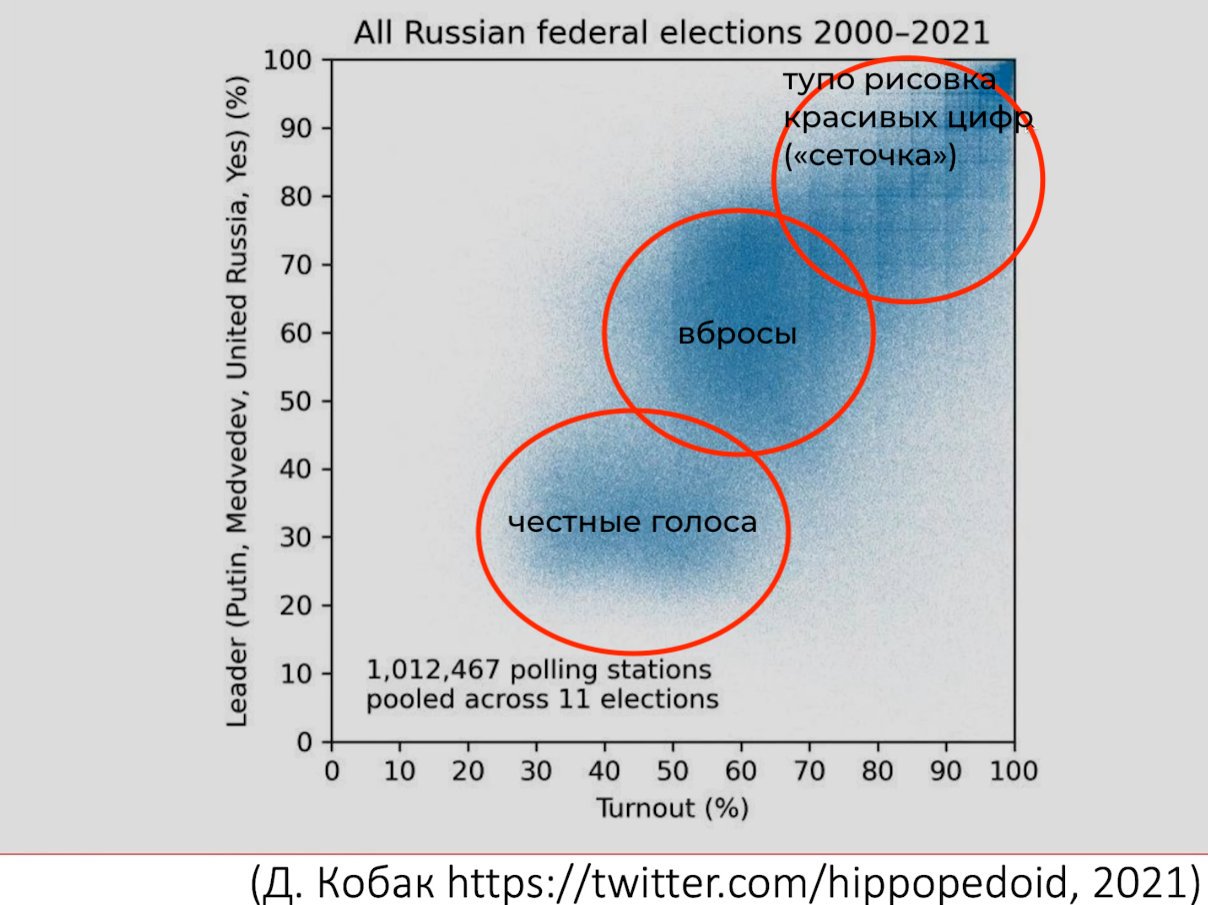 All Russian federal elections 2000–2021
Leader (Putin, Medvedev, United Russia, Yes) (%)
100
90
80
70
60
50
40
30
20
10
0
тупо рисовка
красивых цифр
(«сеточка»)
вбросы
честные голоса
1,012,467 polling stations
pooled across 11 elections
0 10 20 30 40 50 60 70 80 90 100
Turnout (%)
(Д. Кобак https://twitter.com/hippopedoid, 2021)